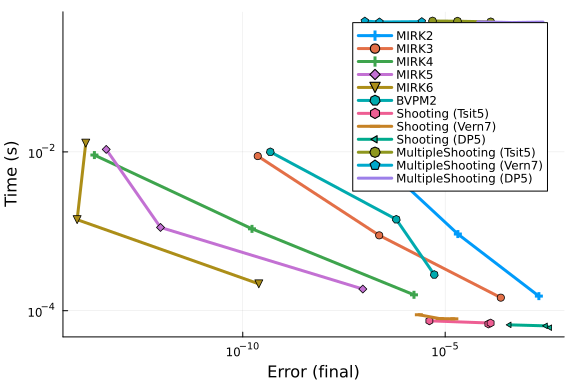 MIRK2
MIRK3
MIRK4
MIRK5
MIRK6
BVPM2
Shooting (Tsit5)
Shooting (Vern7)
Shooting (DP5)
MultipleShooting (Tsit5)
MultipleShooting (Vern7)
MultipleShooting (DP5)
Time (s)
10⁻²
10⁻⁴
10⁻¹⁰
10⁻⁵
Error (final)